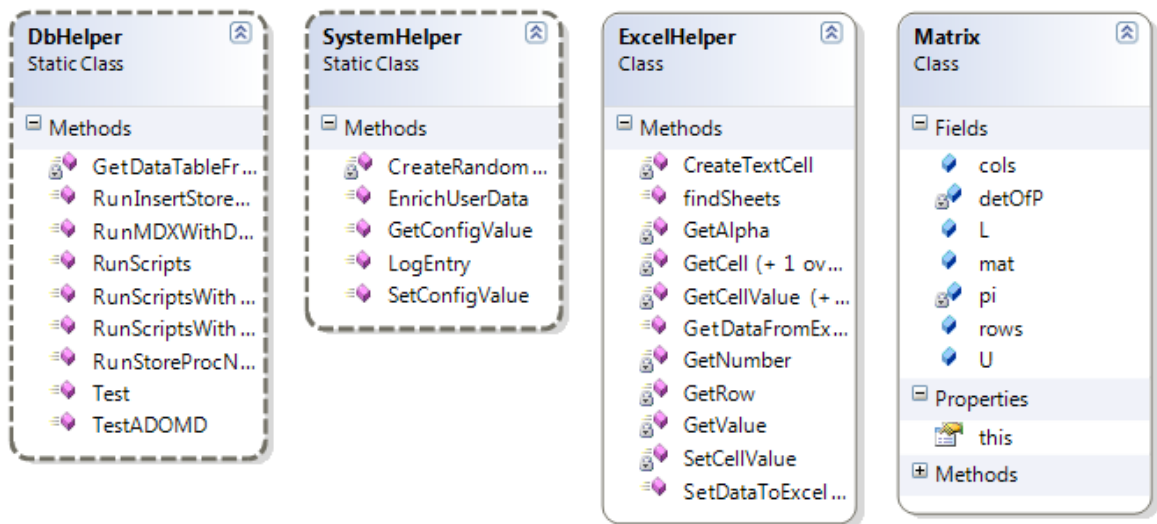 DbHelper
Static Class
Methods
GetDataTableFr...
RunInsertStore...
RunMDXWithD...
RunScripts
RunScriptsWith ...
RunScriptsWith ...
RunStoreProcN...
Test
TestADOMD
SystemHelper
Static Class
Methods
CreateRandom ...
EnrichUserData
GetConfigValue
LogEntry
SetConfigValue
ExcelHelper
Class
Methods
CreateTextCell
findSheets
GetAlpha
GetCell (+ 1 ov...
GetCellValue (+ ...
GetDataFromEx...
GetNumber
GetRow
GetValue
SetCellValue
SetDataToExcel ...
Matrix
Class
Fields
cols
detOfP
L
mat
pi
rows
U
Properties
this
Methods